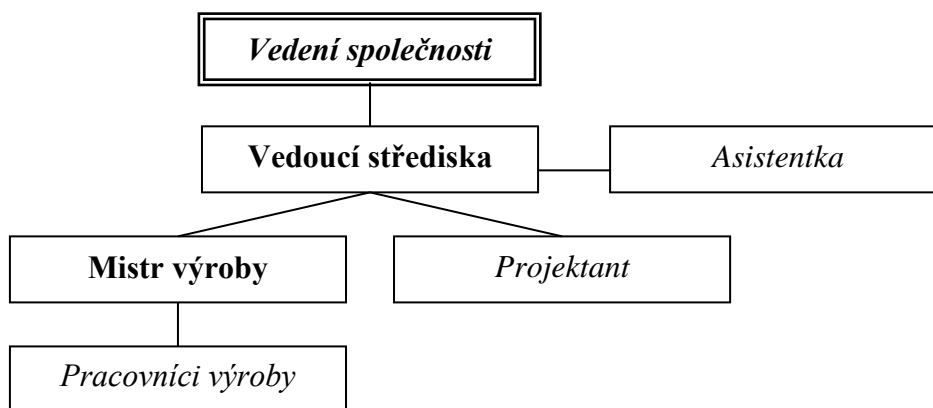 Vedení společnosti
Vedoucí střediska
Asistentka
Mistr výroby
Projektant
Pracovníci výroby